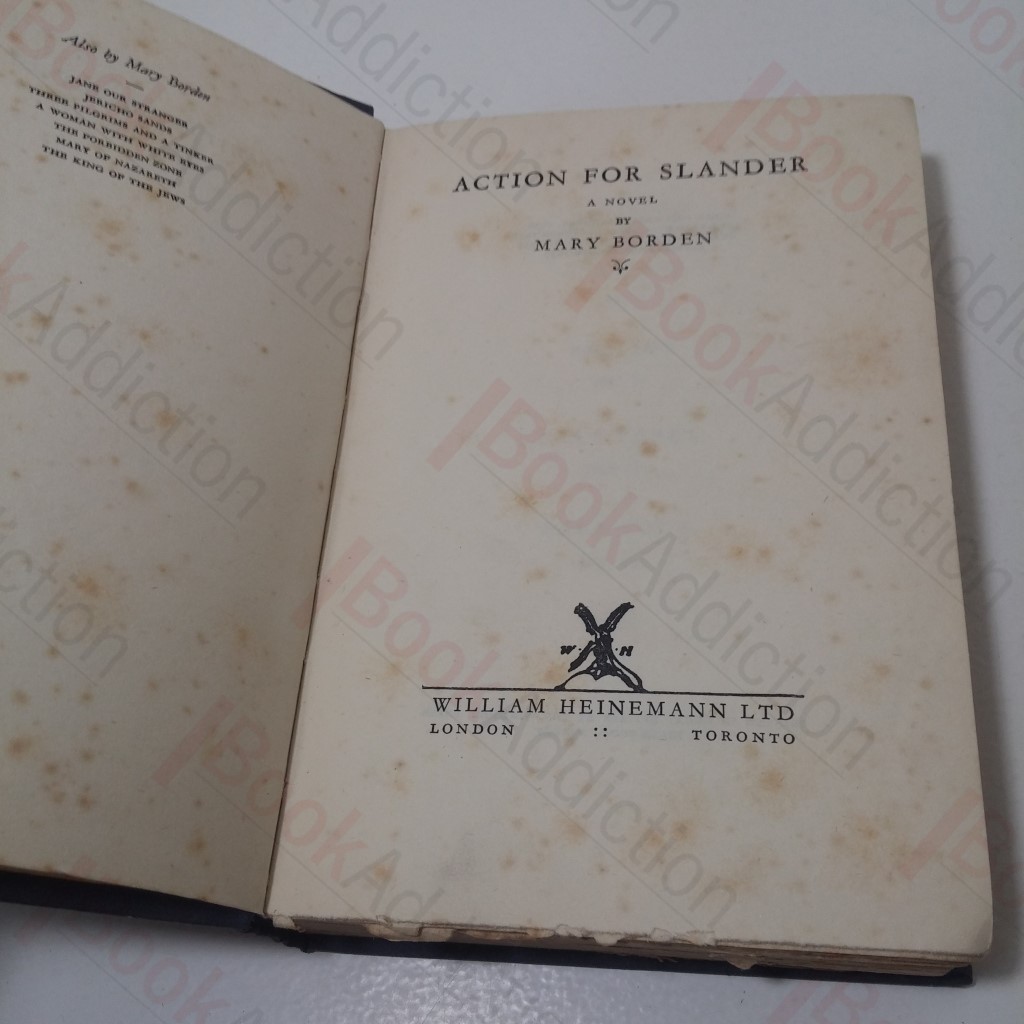 Also by Mary Borden
JANE OUR STRANGER
JERICHO SANDS
THREE PILGRIMS AND A TINKER
A WOMAN WITH WHITE EYES
THE FORBIDDEN ZONE
MARY OF NAZARETH
THE KING OF THE JEWS
ACTION FOR SLANDER
A NOVEL
BY
MARY BORDEN
W · H
WILLIAM HEINEMANN LTD
LONDON :: TORONTO
BookAddiction